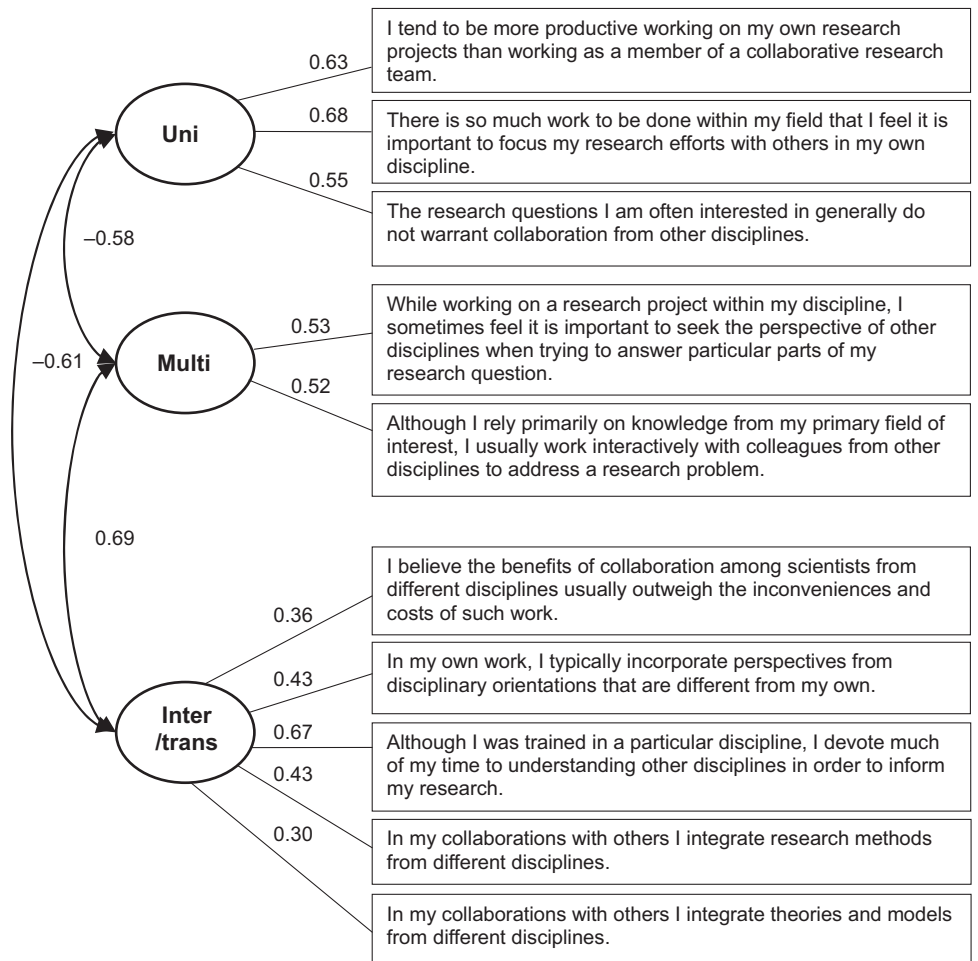 I tend to be more productive working on my own research
projects than working as a member of a collaborative research
team.
0.63
Uni
0.68
There is so much work to be done within my field that I feel it is
important to focus my research efforts with others in my own
discipline.
0.55
The research questions I am often interested in generally do
not warrant collaboration from other disciplines.
–0.58
While working on a research project within my discipline, I
sometimes feel it is important to seek the perspective of other
disciplines when trying to answer particular parts of my
research question.
0.53
–0.61
Multi
0.52
Although I rely primarily on knowledge from my primary field of
interest, I usually work interactively with colleagues from other
disciplines to address a research problem.
0.69
I believe the benefits of collaboration among scientists from
different disciplines usually outweigh the inconveniences and
costs of such work.
0.36
In my own work, I typically incorporate perspectives from
disciplinary orientations that are different from my own.
0.43
Inter
/trans
0.67
Although I was trained in a particular discipline, I devote much
of my time to understanding other disciplines in order to inform
my research.
0.43
In my collaborations with others I integrate research methods
from different disciplines.
0.30
In my collaborations with others I integrate theories and models
from different disciplines.